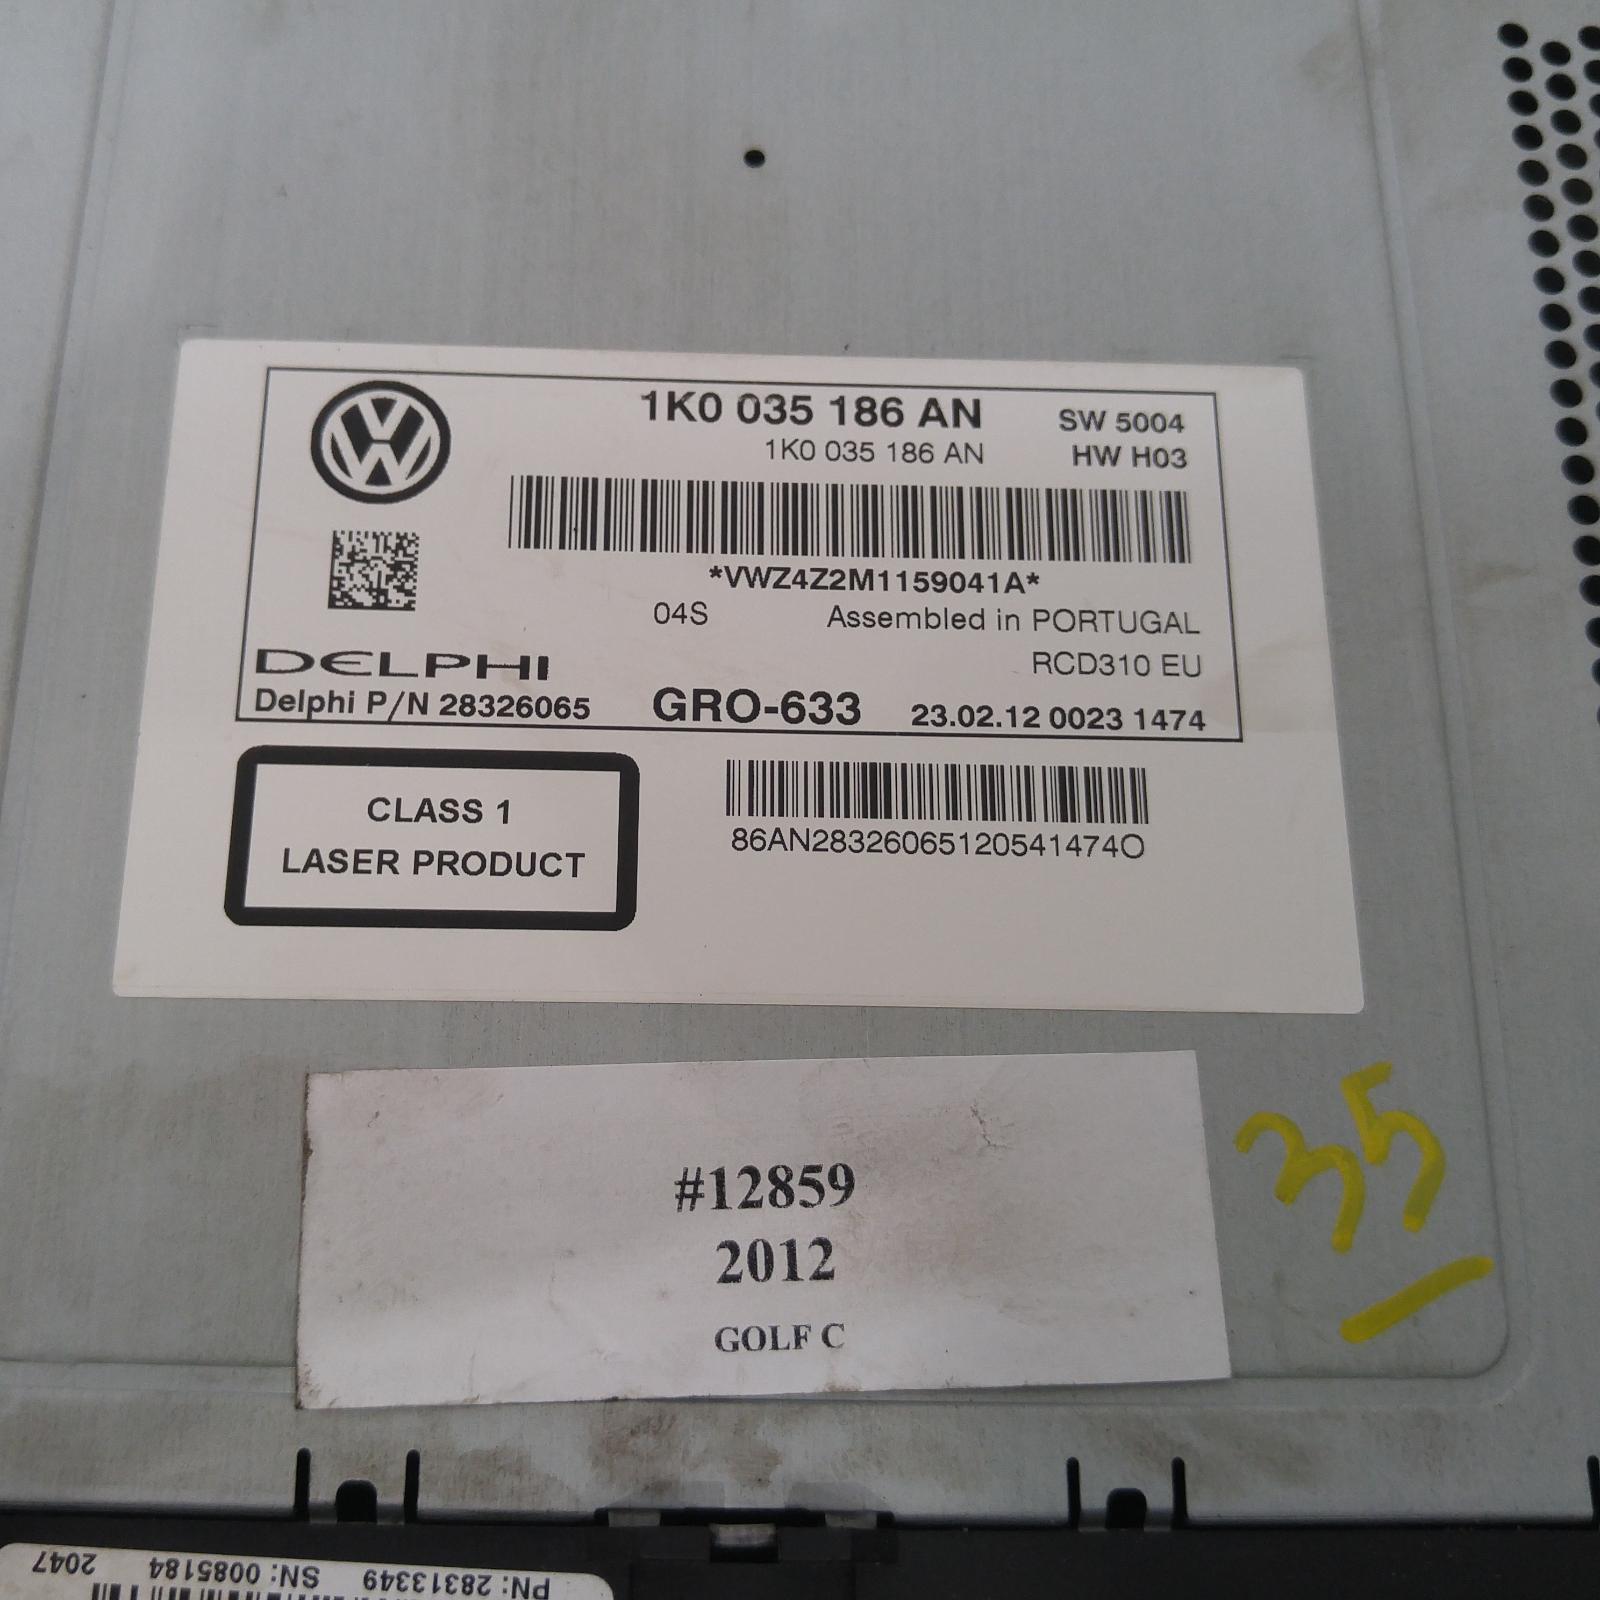 1K0 035 186 AN SW 5004
1K0 035 186 AN HW H03
*VWZ4Z2M1159041A*
04S Assembled in PORTUGAL
DELPHI RCD310 EU
Delphi P/N 28326065 GRO-633 23.02.12 0023 1474
CLASS 1
LASER PRODUCT
86AN28326065120541474O
#12859
2012
GOLF C
35
PN: 28313349 SN: 0085184 2047